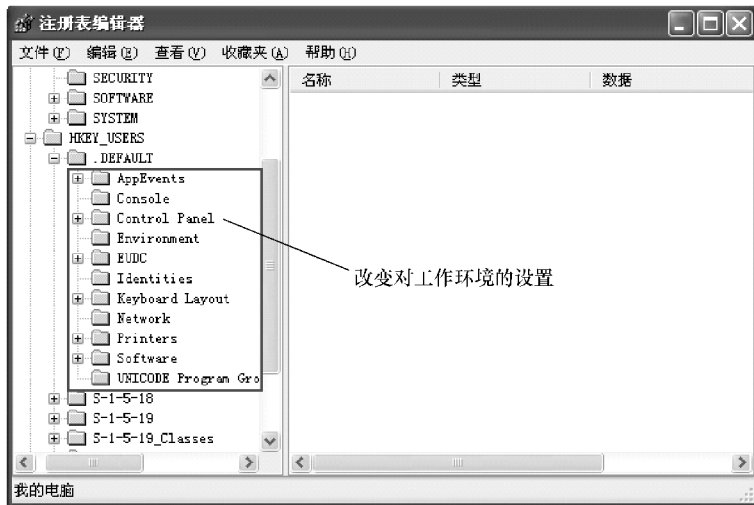 注册表编辑器
文件(F) 编辑(E) 查看(V) 收藏夹(A) 帮助(H)
名称 类型 数据
SECURITY
SOFTWARE
SYSTEM
HKEY_USERS
.DEFAULT
AppEvents
Console
Control Panel
Environment
EUDC
Identities
Keyboard Layout
Network
Printers
Software
UNICODE Program Gro
S-1-5-18
S-1-5-19
S-1-5-19_Classes
改变对工作环境的设置
我的电脑